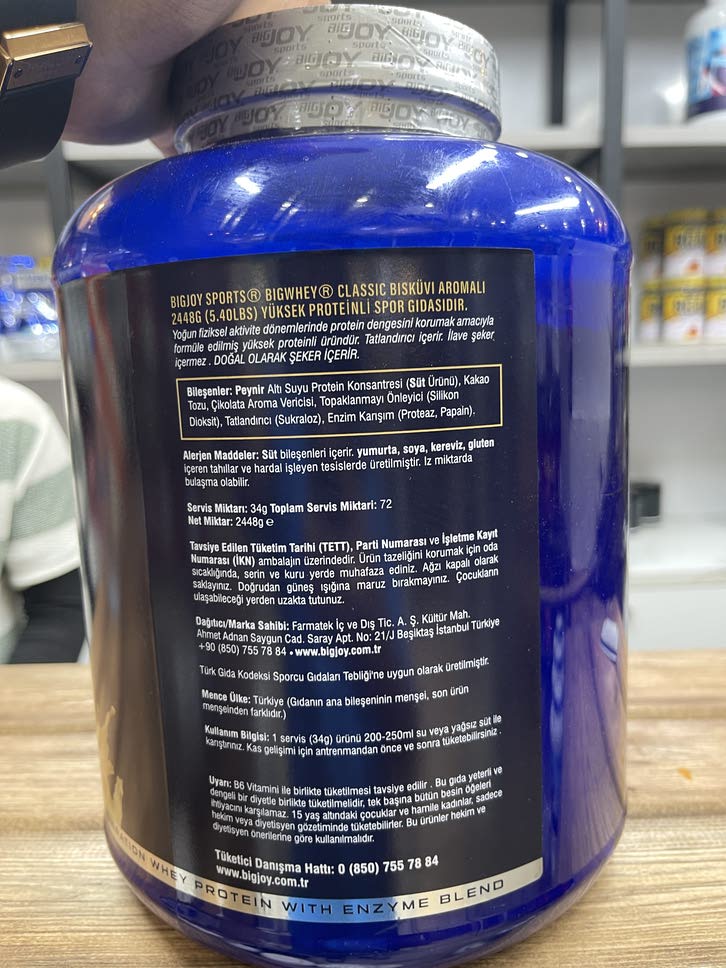 BIGJOY sports
BIGJOY SPORTS® BIGWHEY® CLASSIC BISKÜVI AROMALI
2448G (5.40LBS) YÜKSEK PROTEİNLİ SPOR GIDASIDIR.
Yoğun fiziksel aktivite dönemlerinde protein dengesini korumak amacıyla
formüle edilmiş yüksek proteinli üründür. Tatlandırıcı içerir. İlave şeker
içermez . DOĞAL OLARAK ŞEKER İÇERİR.
Bileşenler: Peynir Altı Suyu Protein Konsantresi (Süt Ürünü), Kakao
Tozu, Çikolata Aroma Vericisi, Topaklanmayı Önleyici (Silikon
Dioksit), Tatlandırıcı (Sukraloz), Enzim Karışım (Proteaz, Papain).
Alerjen Maddeler: Süt bileşenleri içerir. yumurta, soya, kereviz, gluten
içeren tahıllar ve hardal işleyen tesislerde üretilmiştir. İz miktarda
bulaşma olabilir.
Servis Miktarı: 34g Toplam Servis Miktari: 72
Net Miktar: 2448g e
Tavsiye Edilen Tüketim Tarihi (TETT), Parti Numarası ve İşletme Kayıt
Numarası (İKN) ambalajın üzerindedir. Ürün tazeliğini korumak için oda
sıcaklığında, serin ve kuru yerde muhafaza ediniz. Ağzı kapalı olarak
saklayınız. Doğrudan güneş ışığına maruz bırakmayınız. Çocukların
ulaşabileceği yerden uzakta tutunuz.
Dağıtıcı/Marka Sahibi: Farmatek İç ve Dış Tic. A. Ş. Kültür Mah.
Ahmet Adnan Saygun Cad. Saray Apt. No: 21/J Beşiktaş İstanbul Türkiye
+90 (850) 755 78 84 • www.bigjoy.com.tr
Türk Gida Kodeksi Sporcu Gıdaları Tebliği'ne uygun olarak üretilmiştir.
Mence Ülke: Türkiye (Gıdanın ana bileşeninin menşei, son ürün
menşeinden farklıdır.)
Kullanım Bilgisi: 1 servis (34g) ürünü 200-250ml su veya yağsız süt ile
karıştırınız. Kas gelişimi için antrenmandan önce ve sonra tüketebilirsiniz .
Uyarı: B6 Vitamini ile birlikte tüketilmesi tavsiye edilir . Bu gıda yeterli ve
dengeli bir diyetle birlikte tüketilmelidir, tek başına bütün besin öğeleri
ihtiyacını karşılamaz. 15 yaş altındaki çocuklar ve hamile kadınlar, sadece
hekim veya diyetisyen gözetiminde tüketebilirler. Bu ürünler hekim ve
diyetisyen önerilerine göre kullanılmalıdır.
Tüketici Danışma Hattı: 0 (850) 755 78 84
www.bigjoy.com.tr
WHEY PROTEIN WITH ENZYME BLEND